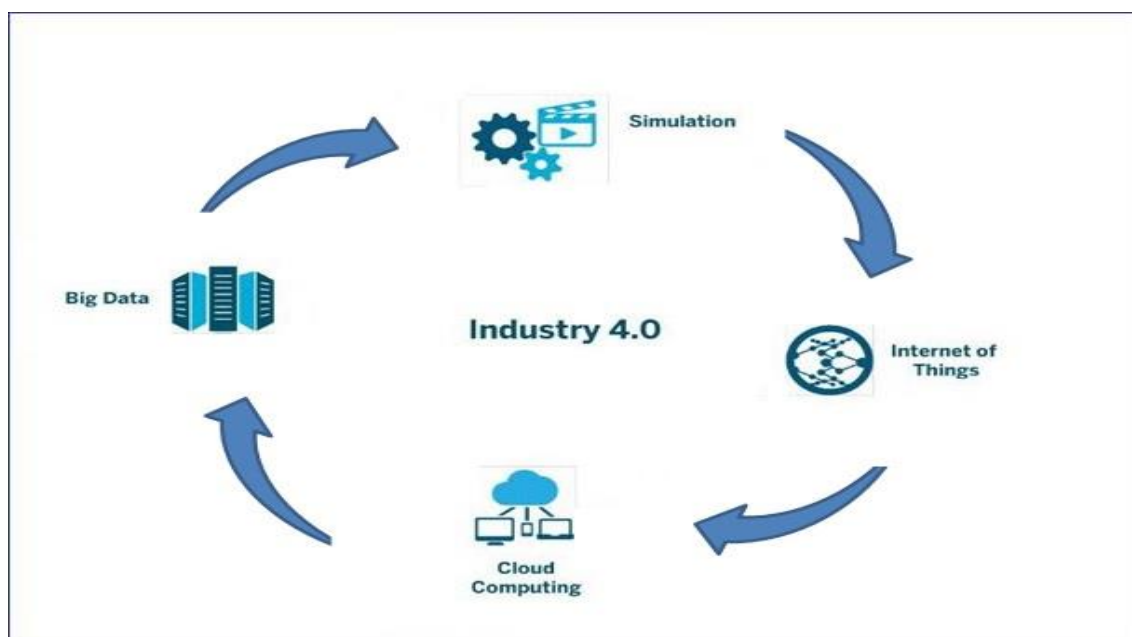 Simulation
Big Data
Industry 4.0
Internet of
Things
Cloud
Computing